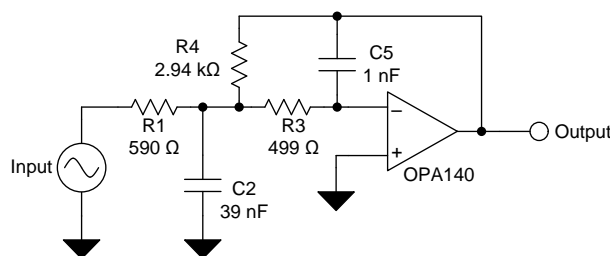 R4
2.94 kΩ
C5
1 nF
R1
590 Ω
R3
499 Ω
−
+
OPA140
Output
Input
C2
39 nF